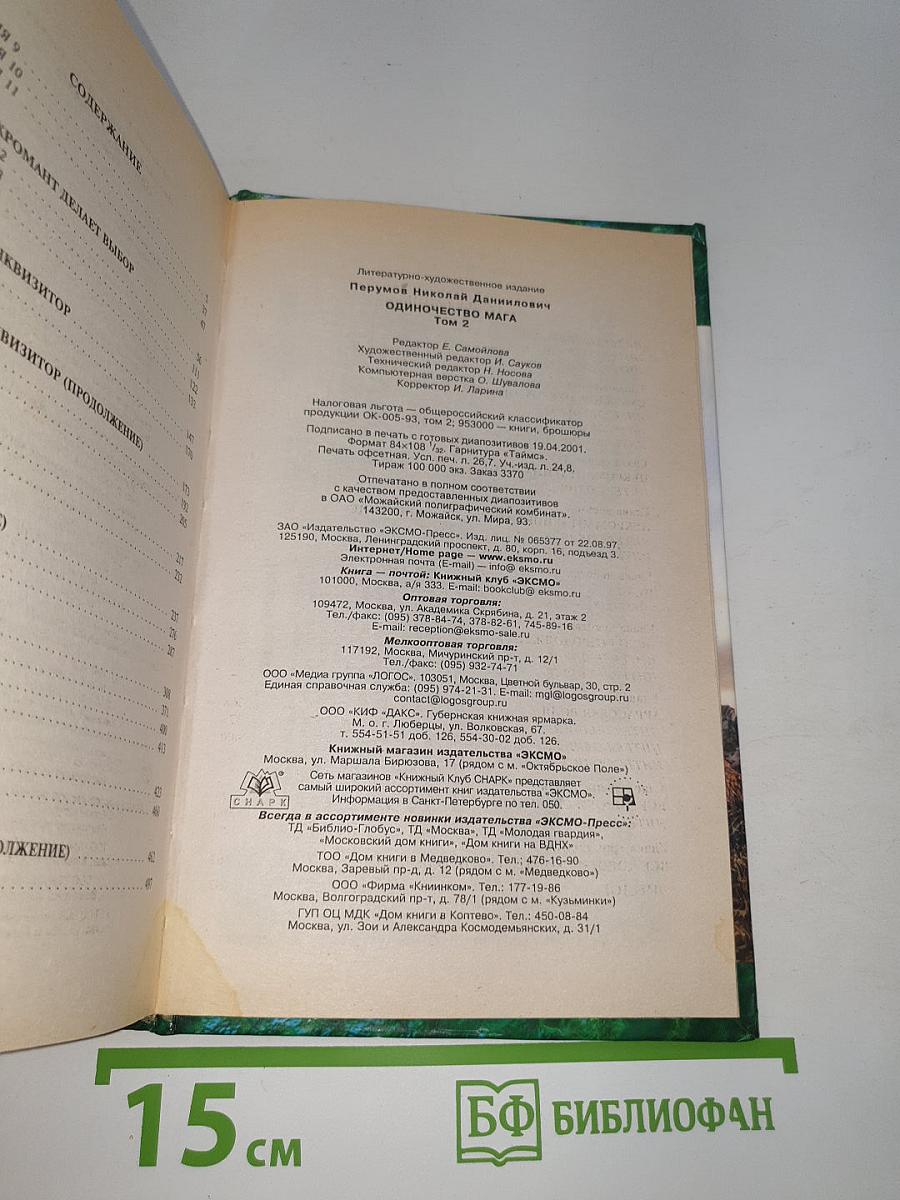 Я 9
Я 10
11
СОДЕРЖАНИЕ
КРОМАНТ ДЕЛАЕТ ВЫБОР
НКВИЗИТОР
КВИЗИТОР (ПРОДОЛЖЕНИЕ)
ОЛЖЕНИЕ)
Литературно-художественное издание
Перумов Николай Даниилович
ОДИНОЧЕСТВО МАГА
Том 2
Редактор Е. Самойлова
Художественный редактор И. Сауков
Технический редактор Н. Носова
Компьютерная верстка О. Шувалова
Корректор И. Ларина
Налоговая льгота — общероссийский классификатор
продукции ОК-005-93, том 2; 953000 — книги, брошюры
Подписано в печать с готовых диапозитивов 19.04.2001.
Формат 84×108 1/32. Гарнитура «Таймс».
Печать офсетная. Усл. печ. л. 26,7. Уч.-изд. л. 24,8.
Тираж 100 000 экз. Заказ 3370
Отпечатано в полном соответствии
с качеством предоставленных диапозитивов
в ОАО «Можайский полиграфический комбинат».
143200, г. Можайск, ул. Мира, 93.
ЗАО «Издательство «ЭКСМО-Пресс». Изд. лиц. № 065377 от 22.08.97.
125190, Москва, Ленинградский проспект, д. 80, корп. 16, подъезд 3.
Интернет/Home page — www.eksmo.ru
Электронная почта (E-mail) — info@ eksmo.ru
Книга — почтой: Книжный клуб «ЭКСМО»
101000, Москва, а/я 333. E-mail: bookclub@ eksmo.ru
Оптовая торговля:
109472, Москва, ул. Академика Скрябина, д. 21, этаж 2
Тел./факс: (095) 378-84-74, 378-82-61, 745-89-16
E-mail: reception@eksmo-sale.ru
Мелкооптовая торговля:
117192, Москва, Мичуринский пр-т, д. 12/1
Тел./факс: (095) 932-74-71
ООО «Медиа группа «ЛОГОС». 103051, Москва, Цветной бульвар, 30, стр. 2
Единая справочная служба: (095) 974-21-31. E-mail: mgl@logosgroup.ru
contact@logosgroup.ru
ООО «КИФ «ДАКС». Губернская книжная ярмарка.
М. о. г. Люберцы, ул. Волковская, 67.
т. 554-51-51 доб. 126, 554-30-02 доб. 126.
Книжный магазин издательства «ЭКСМО»
Москва, ул. Маршала Бирюзова, 17 (рядом с м. «Октябрьское Поле»)
СНАРК
Сеть магазинов «Книжный Клуб СНАРК» представляет
самый широкий ассортимент книг издательства «ЭКСМО».
Информация в Санкт-Петербурге по тел. 050.
Всегда в ассортименте новинки издательства «ЭКСМО-Пресс»:
ТД «Библио-Глобус», ТД «Москва», ТД «Молодая гвардия»,
«Московский дом книги», «Дом книги на ВДНХ»
ТОО «Дом книги в Медведково». Тел.; 476-16-90
Москва, Заревый пр-д, д. 12 (рядом с м. «Медведково»)
ООО «Фирма «Книинком». Тел.: 177-19-86
Москва, Волгоградский пр-т, д. 78/1 (рядом с м. «Кузьминки»)
ГУП ОЦ МДК «Дом книги в Коптево». Тел.: 450-08-84
Москва, ул. Зои и Александра Космодемьянских, д. 31/1
15 см
БФ БИБЛИОФАН